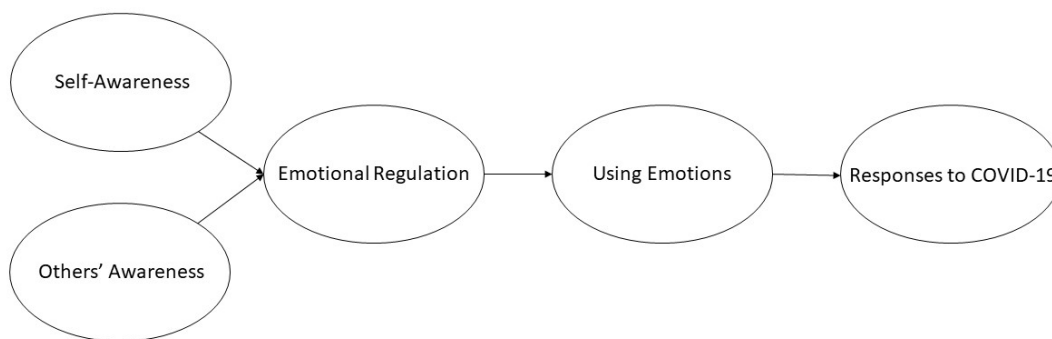 Self-Awareness
Others’ Awareness
Emotional Regulation
Using Emotions
Responses to COVID-19